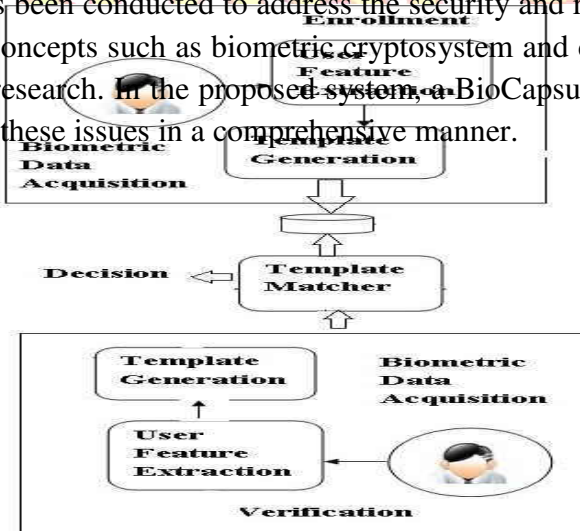 s been conducted to address the security and
Enrollment
oncepts such as biometric cryptosystem and
User
Feature
Extraction
esearch. In the proposed system, a BioCapsu
these issues in a comprehensive manner.
Biometric
Data
Acquisition
Template
Generation
Decision
Template
Matcher
Template
Generation
Biometric
Data
Acquisition
User
Feature
Extraction
Verification